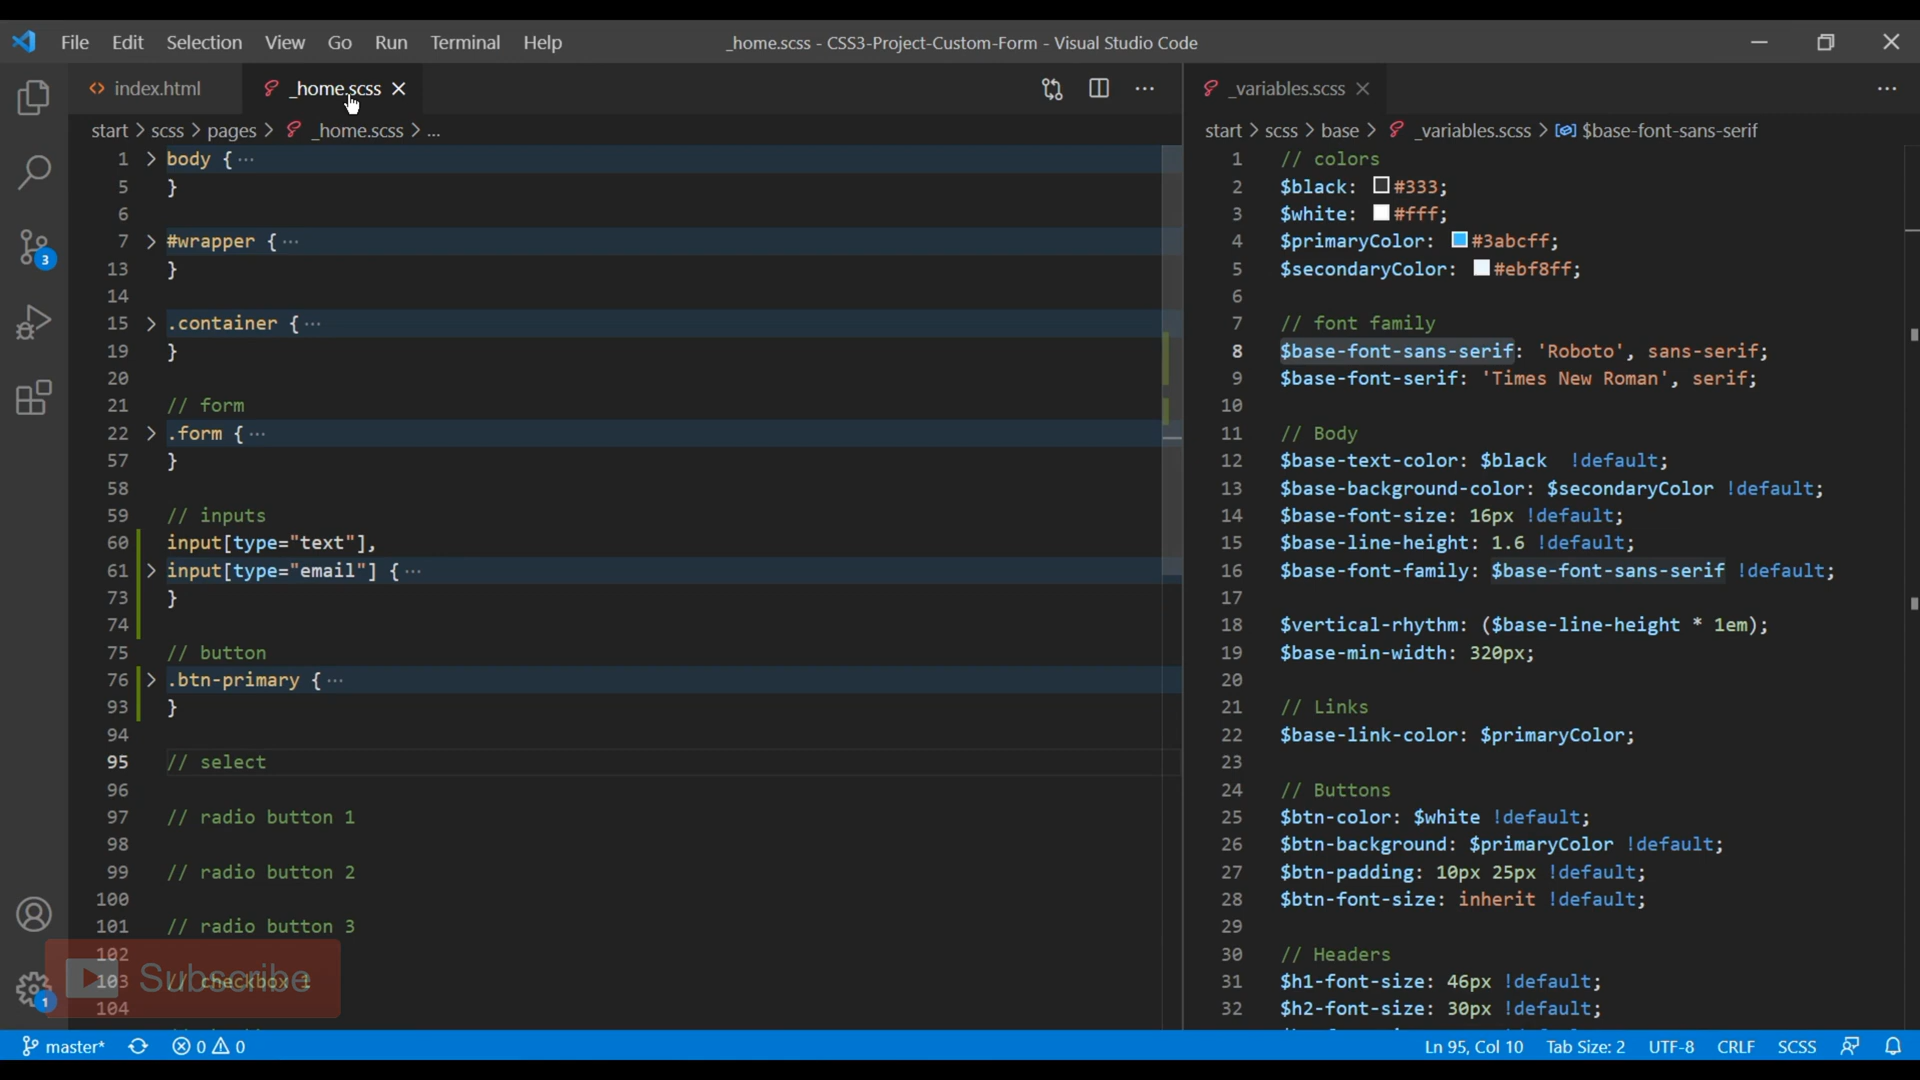 File Edit Selection View Go Run Terminal Help
_home.scss - CSS3-Project-Custom-Form - Visual Studio Code
index.html
_home.scss
start > scss > pages > _home.scss > ...
1 body { ...
5 }
6
7 #wrapper { ...
13 }
14
15 .container { ...
19 }
20
21 // form
22 .form { ...
57 }
58
59 // inputs
60 input[type="text"],
61 input[type="email"] { ...
73 }
74
75 // button
76 .btn-primary { ...
93 }
94
95 // select
96
97 // radio button 1
98
99 // radio button 2
100
101 // radio button 3
102
103 // checkbox 1
104
Subscribe
_variables.scss
start > scss > base > _variables.scss > $base-font-sans-serif
1 // colors
2 $black: #333;
3 $white: #fff;
4 $primaryColor: #3abcff;
5 $secondaryColor: #ebf8ff;
6
7 // font family
8 $base-font-sans-serif: 'Roboto', sans-serif;
9 $base-font-serif: 'Times New Roman', serif;
10
11 // Body
12 $base-text-color: $black !default;
13 $base-background-color: $secondaryColor !default;
14 $base-font-size: 16px !default;
15 $base-line-height: 1.6 !default;
16 $base-font-family: $base-font-sans-serif !default;
17
18 $vertical-rhythm: ($base-line-height * 1em);
19 $base-min-width: 320px;
20
21 // Links
22 $base-link-color: $primaryColor;
23
24 // Buttons
25 $btn-color: $white !default;
26 $btn-background: $primaryColor !default;
27 $btn-padding: 10px 25px !default;
28 $btn-font-size: inherit !default;
29
30 // Headers
31 $h1-font-size: 46px !default;
32 $h2-font-size: 30px !default;
3
1
master* 0 0
Ln 95, Col 10 Tab Size: 2 UTF-8 CRLF SCSS